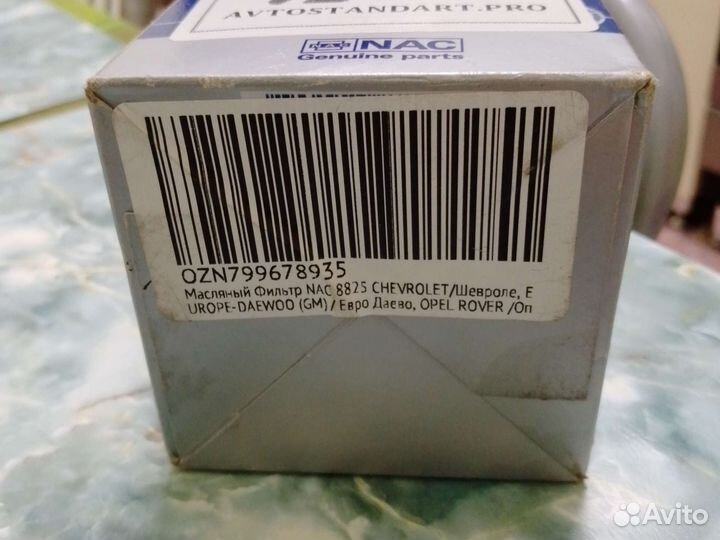 AVTOSTANDART.PRO
NAC NAC
Genuine parts
OZN799678935
Масляный Фильтр NAC 8825 CHEVROLET/Шевроле, E
UROPE-DAEWOO (GM) / Евро Даево, OPEL ROVER /Оп
Avito